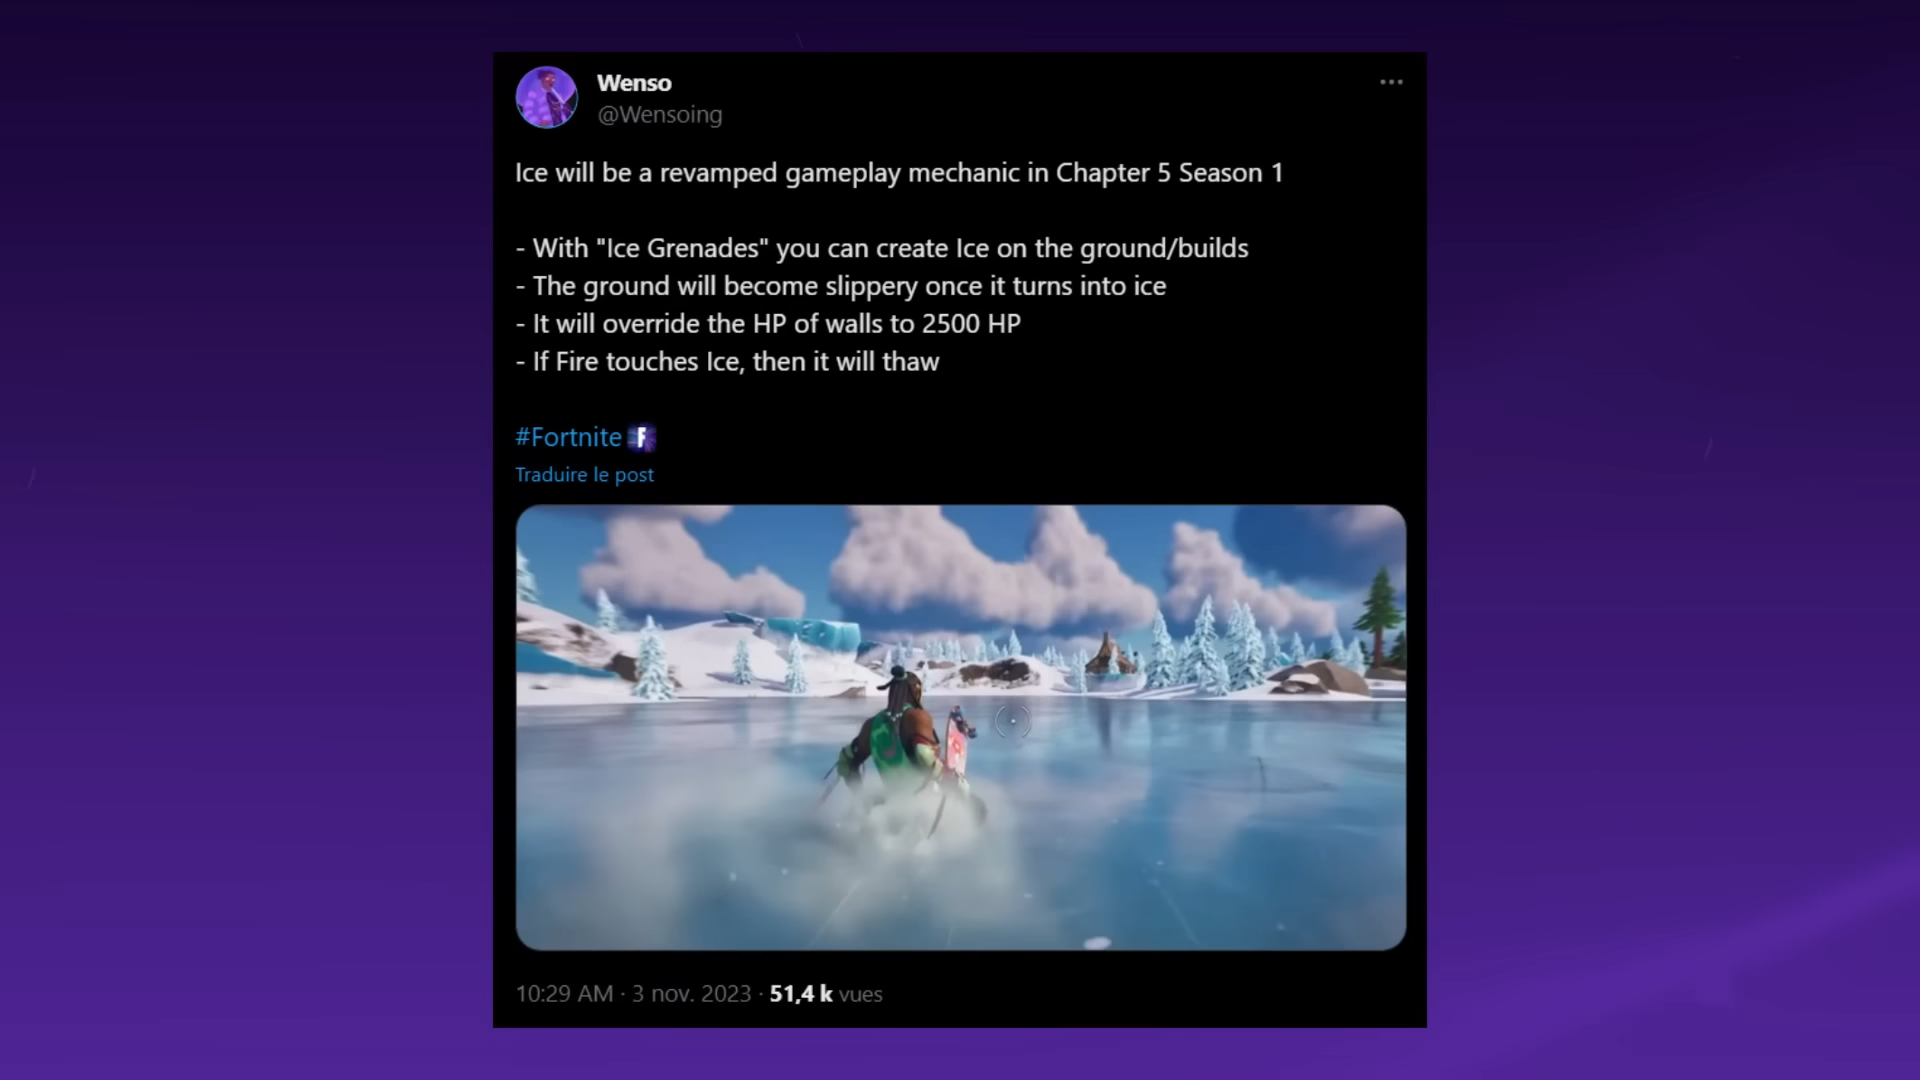 Wenso
@Wensoing
Ice will be a revamped gameplay mechanic in Chapter 5 Season 1
- With "Ice Grenades" you can create Ice on the ground/builds
- The ground will become slippery once it turns into ice
- It will override the HP of walls to 2500 HP
- If Fire touches Ice, then it will thaw
#Fortnite F
Traduire le post
10:29 AM · 3 nov. 2023 · 51,4 k vues